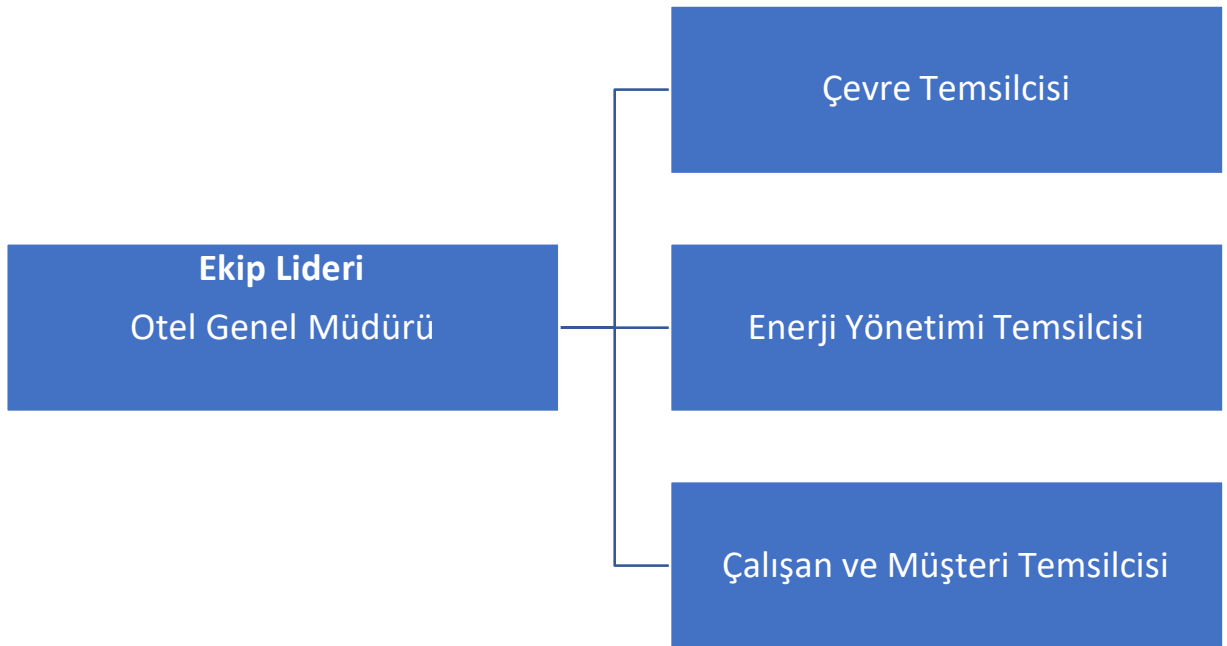 Ekip Lideri
Otel Genel Müdürü
Çevre Temsilcisi
Enerji Yönetimi Temsilcisi
Çalışan ve Müşteri Temsilcisi